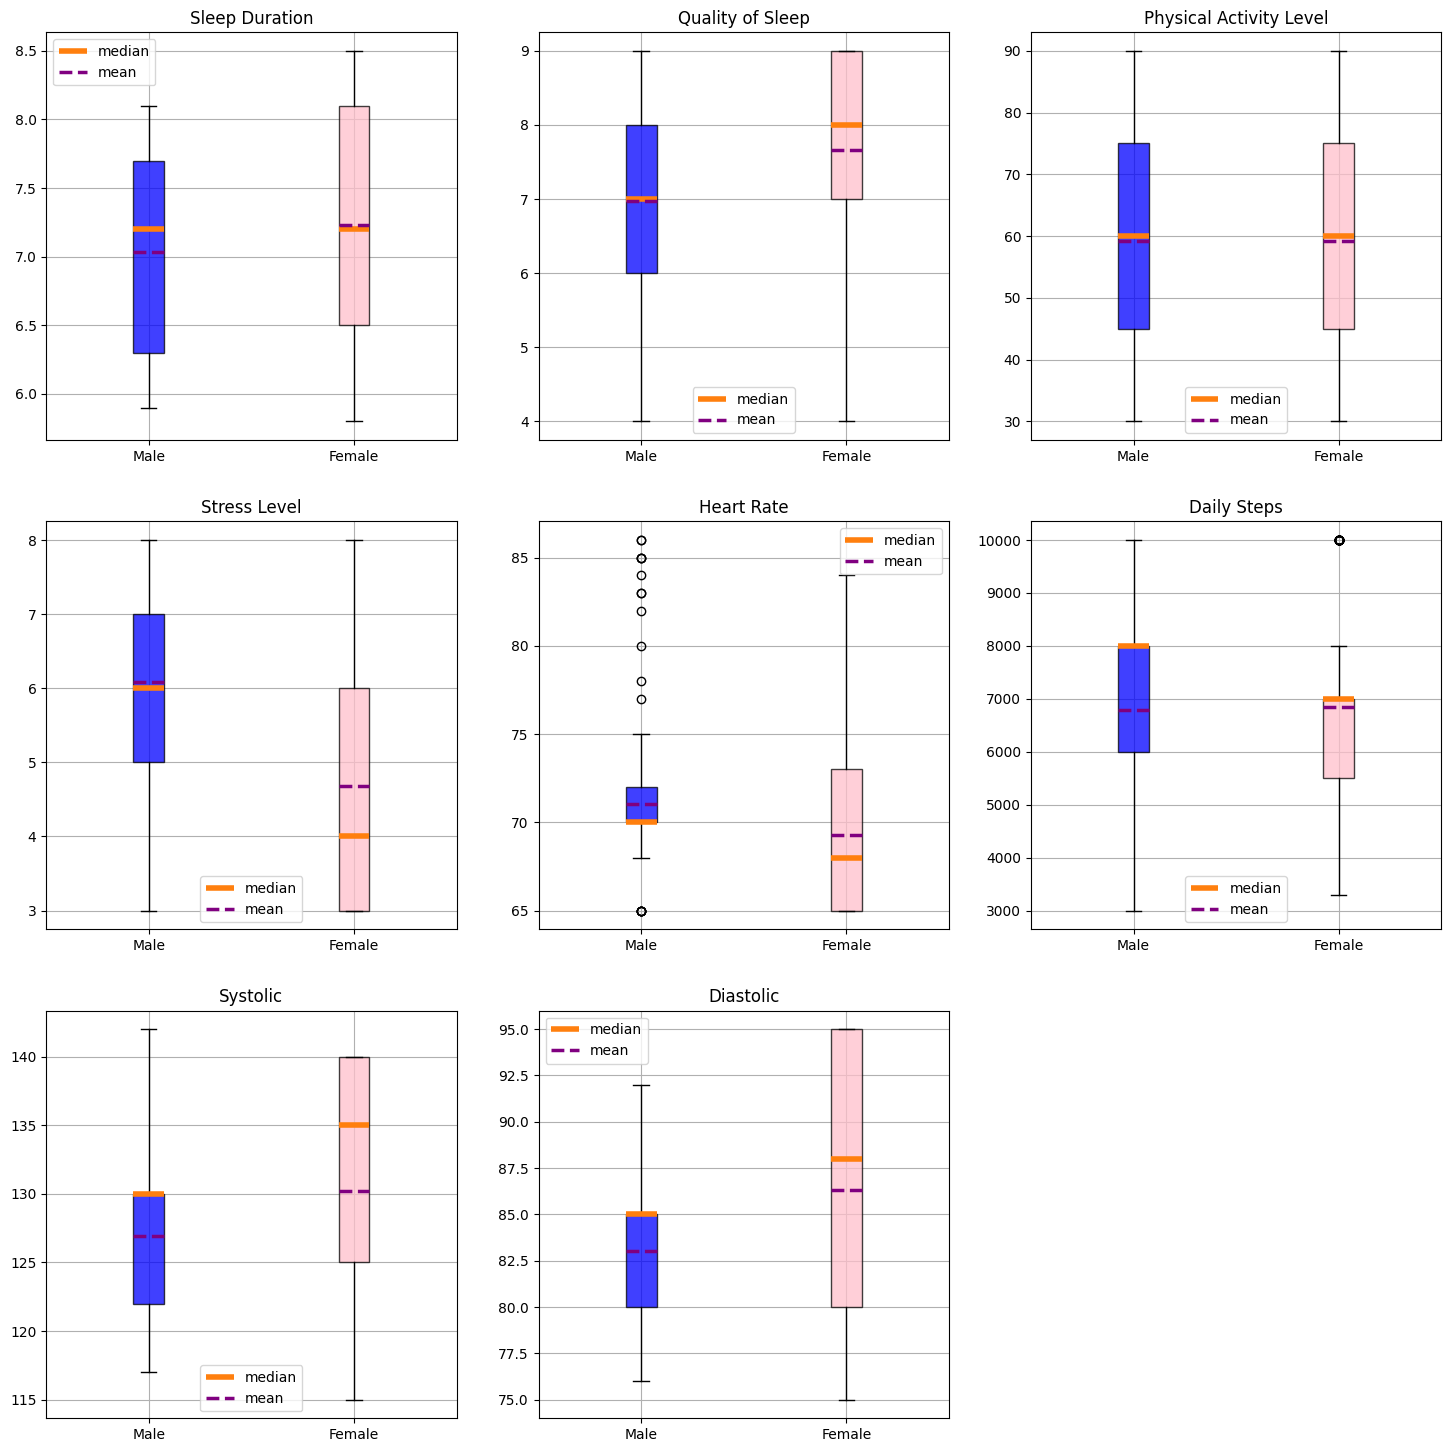 Sleep Duration
8.5
8.0
7.5
7.0
6.5
6.0
median
mean
Male
Female
Quality of Sleep
9
8
7
6
5
4
median
mean
Male
Female
Physical Activity Level
90
80
70
60
50
40
30
median
mean
Male
Female
Stress Level
8
7
6
5
4
3
median
mean
Male
Female
Heart Rate
85
80
75
70
65
median
mean
Male
Female
Daily Steps
10000
9000
8000
7000
6000
5000
4000
3000
median
mean
Male
Female
Systolic
140
135
130
125
120
115
median
mean
Male
Female
Diastolic
95.0
92.5
90.0
87.5
85.0
82.5
80.0
77.5
75.0
median
mean
Male
Female